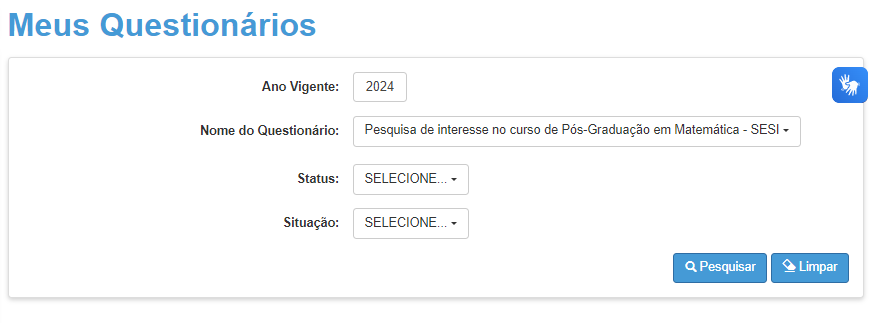 Meus Questionários
Ano Vigente: 2024
Nome do Questionário: Pesquisa de interesse no curso de Pós-Graduação em Matemática - SESI
Status: SELECIONE...
Situação: SELECIONE...
Pesquisar Limpar